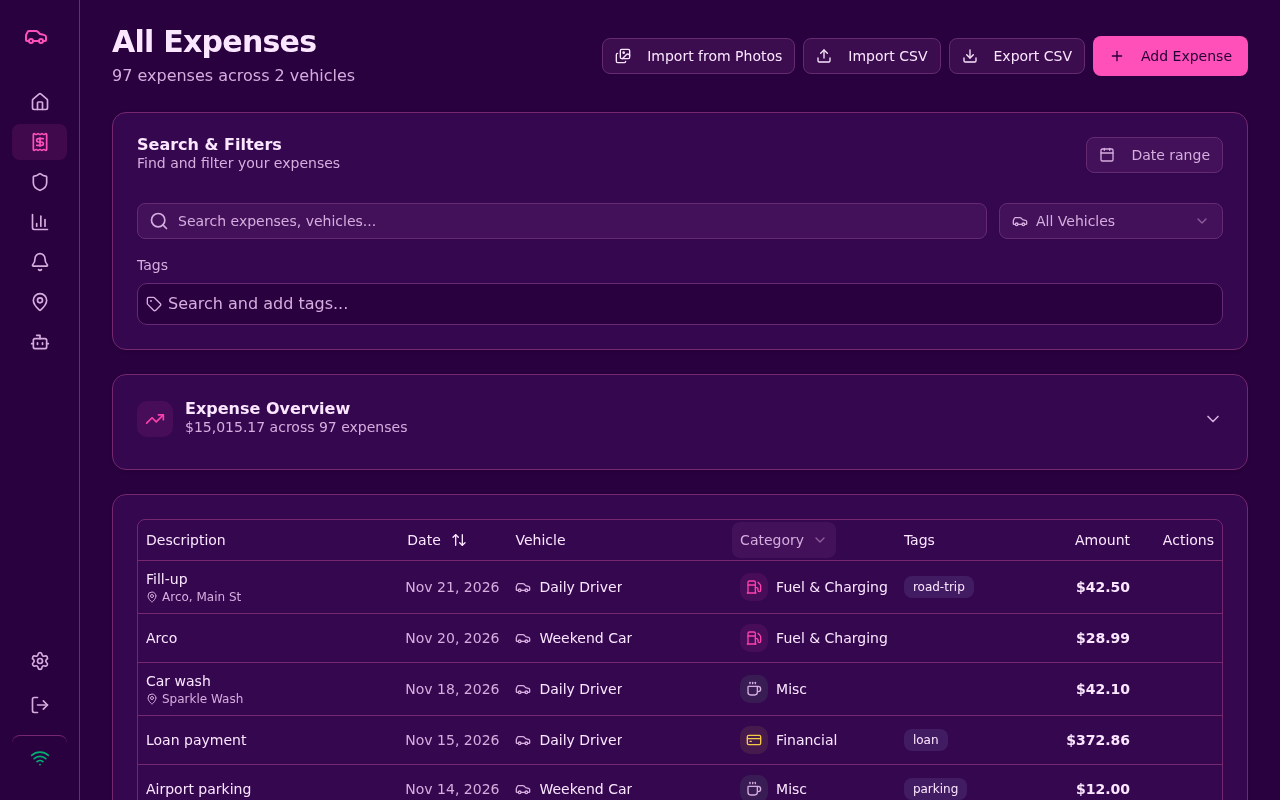 All Expenses
97 expenses across 2 vehicles
Import from Photos
Import CSV
Export CSV
Add Expense
Search & Filters
Find and filter your expenses
Date range
Search expenses, vehicles...
All Vehicles
Tags
Search and add tags...
Expense Overview
$15,015.17 across 97 expenses
Description Date Vehicle Category Tags Amount Actions
Fill-up
Arco, Main St
Nov 21, 2026 Daily Driver Fuel & Charging road-trip $42.50
Arco Nov 20, 2026 Weekend Car Fuel & Charging $28.99
Car wash
Sparkle Wash
Nov 18, 2026 Daily Driver Misc $42.10
Loan payment Nov 15, 2026 Daily Driver Financial loan $372.86
Airport parking Nov 14, 2026 Weekend Car Misc parking $12.00